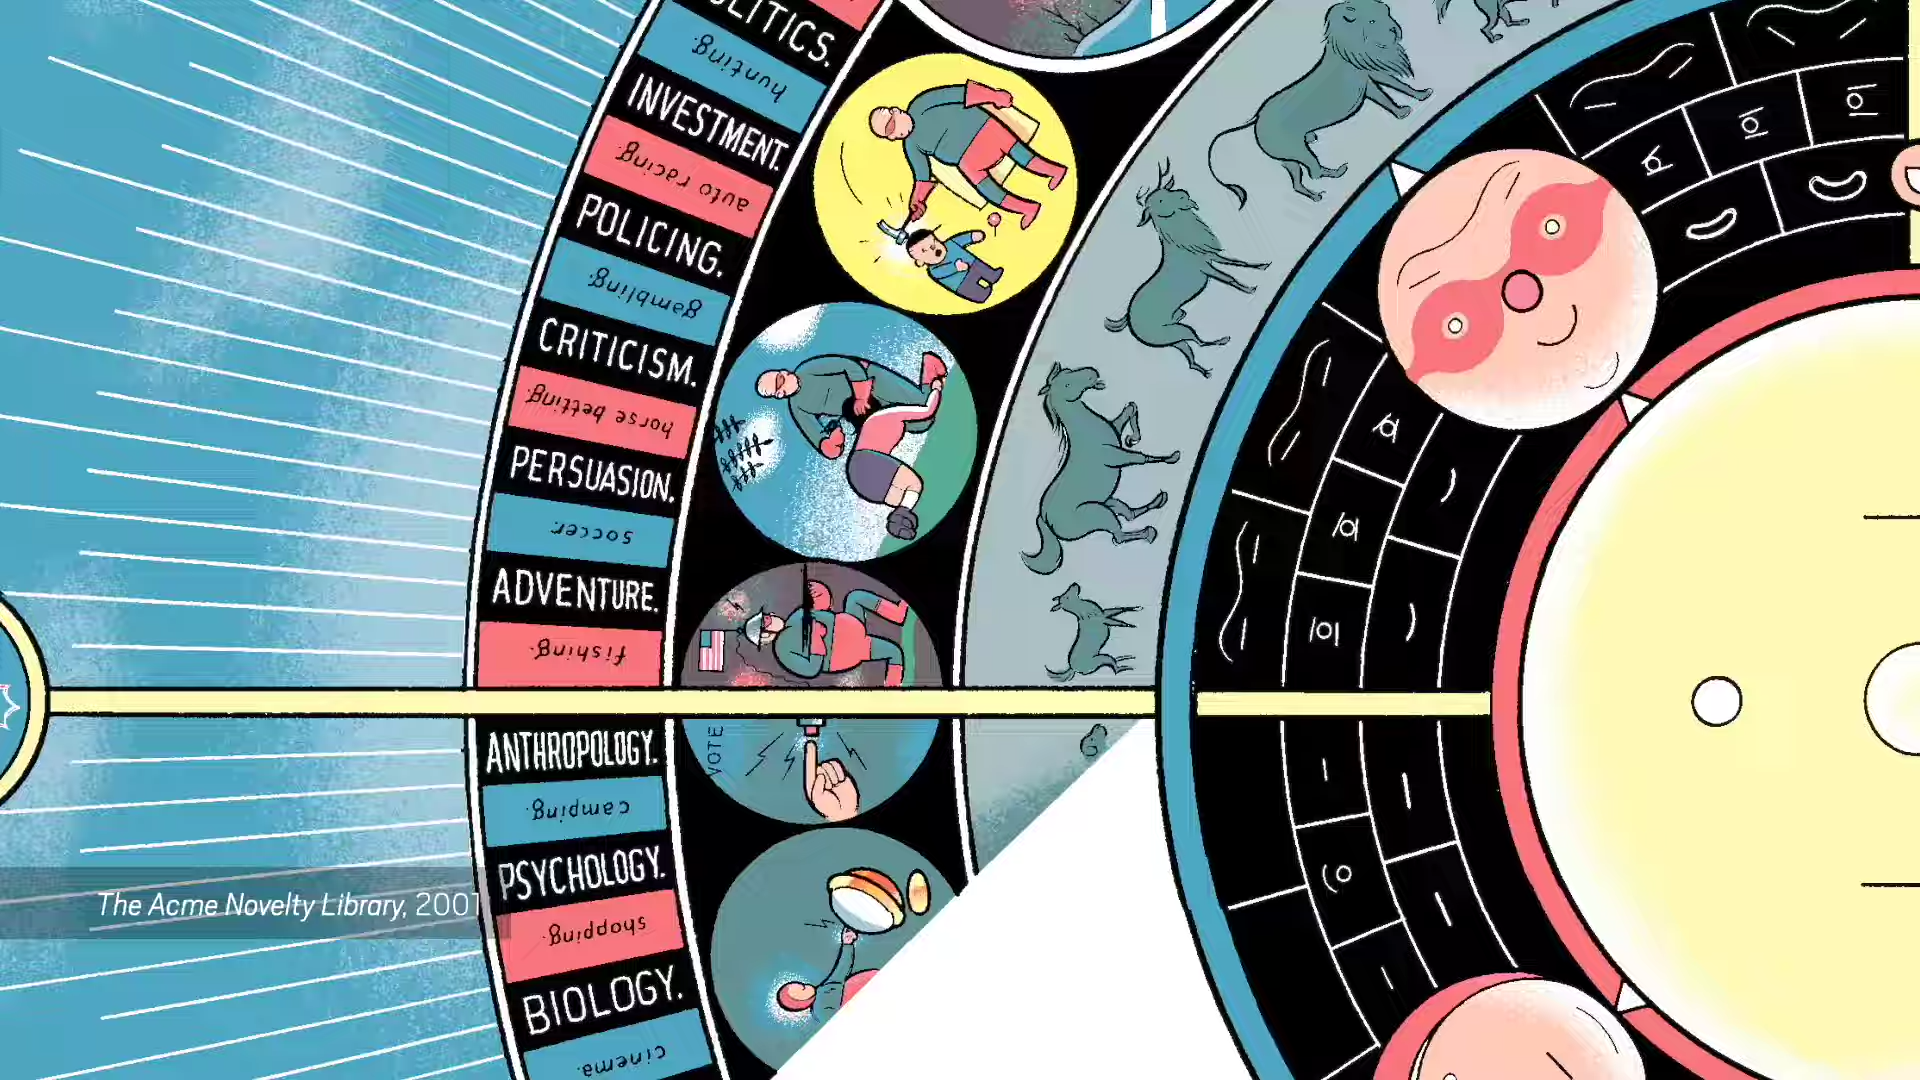 LITICS.
hunting.
INVESTMENT.
auto racing.
POLICING.
gambling.
CRITICISM.
horse betting.
PERSUASION.
soccer.
ADVENTURE.
fishing.
ANTHROPOLOGY.
camping.
PSYCHOLOGY.
shopping.
BIOLOGY.
cinema.
VOTE
The Acme Novelty Library, 2001